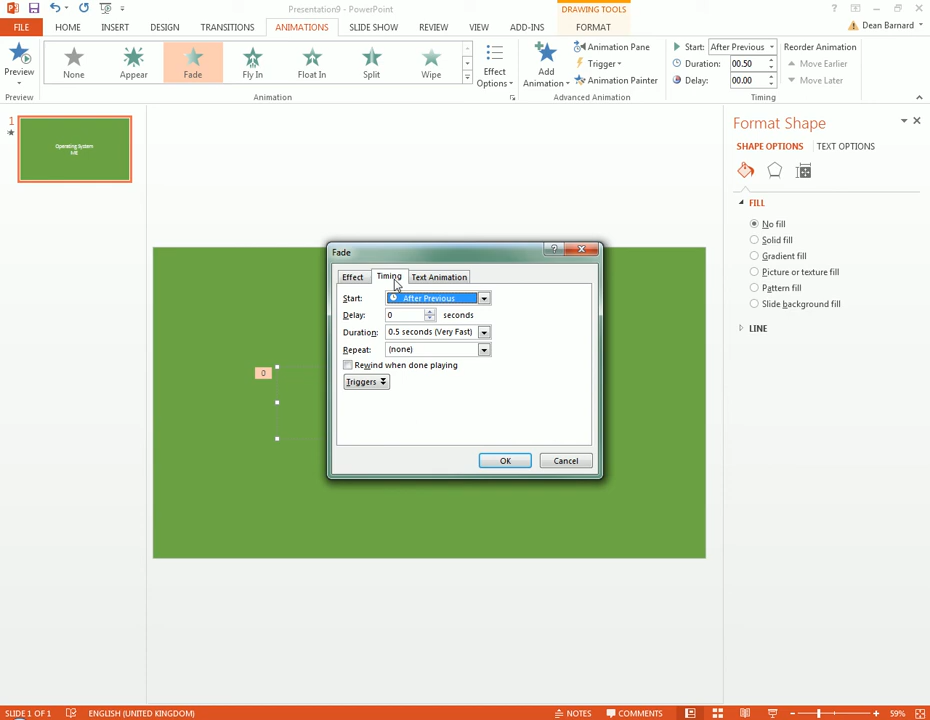 Presentation9 - PowerPoint
DRAWING TOOLS
FILE
HOME
INSERT
DESIGN
TRANSITIONS
ANIMATIONS
SLIDE SHOW
REVIEW
VIEW
ADD-INS
FORMAT
Dean Barnard
Preview
None
Appear
Fade
Fly In
Float In
Split
Wipe
Effect
Options
Add
Animation
Animation Pane
Trigger
Animation Painter
Start: After Previous
Duration: 00.50
Delay: 00.00
Reorder Animation
Move Earlier
Move Later
Preview
Animation
Advanced Animation
Timing
1
Operating System
Format Shape
SHAPE OPTIONS
TEXT OPTIONS
FILL
No fill
Solid fill
Gradient fill
Picture or texture fill
Pattern fill
Slide background fill
LINE
0
Fade
Effect
Timing
Text Animation
Start: After Previous
Delay: 0 seconds
Duration: 0.5 seconds (Very Fast)
Repeat: (none)
Rewind when done playing
Triggers
OK
Cancel
SLIDE 1 OF 1
ENGLISH (UNITED KINGDOM)
NOTES
COMMENTS
59%